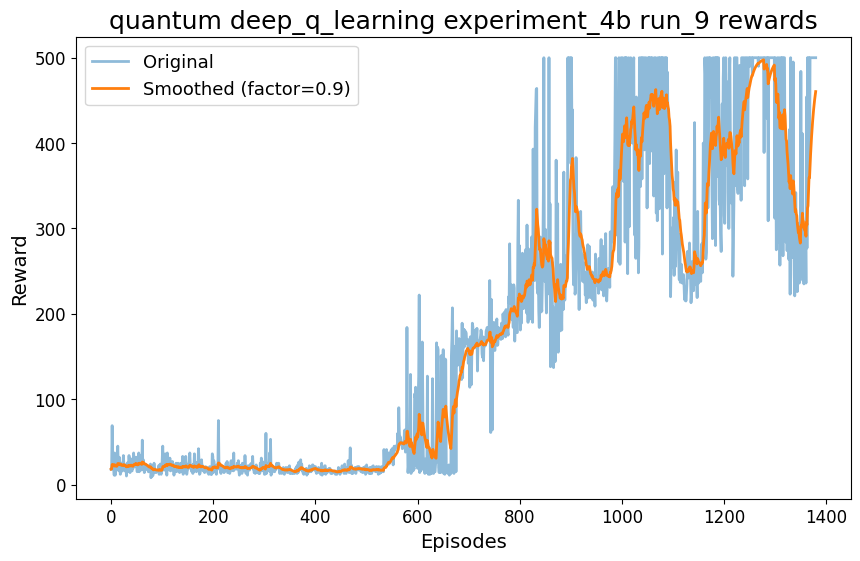 quantum deep_q_learning experiment_4b run_9 rewards
Original
Smoothed (factor=0.9)
Reward
500
400
300
200
100
0
0 200 400 600 800 1000 1200 1400
Episodes